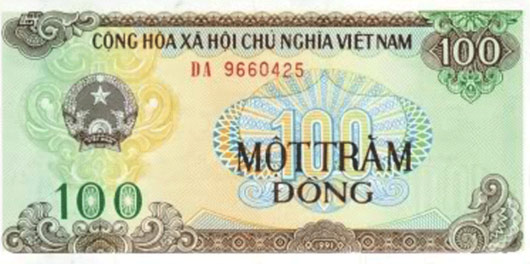 CỘNG HÒA XÃ HỘI CHỦ NGHĨA VIỆT NAM
100
DA 9660425
100
MỘT TRĂM
ĐỒNG
100
1991